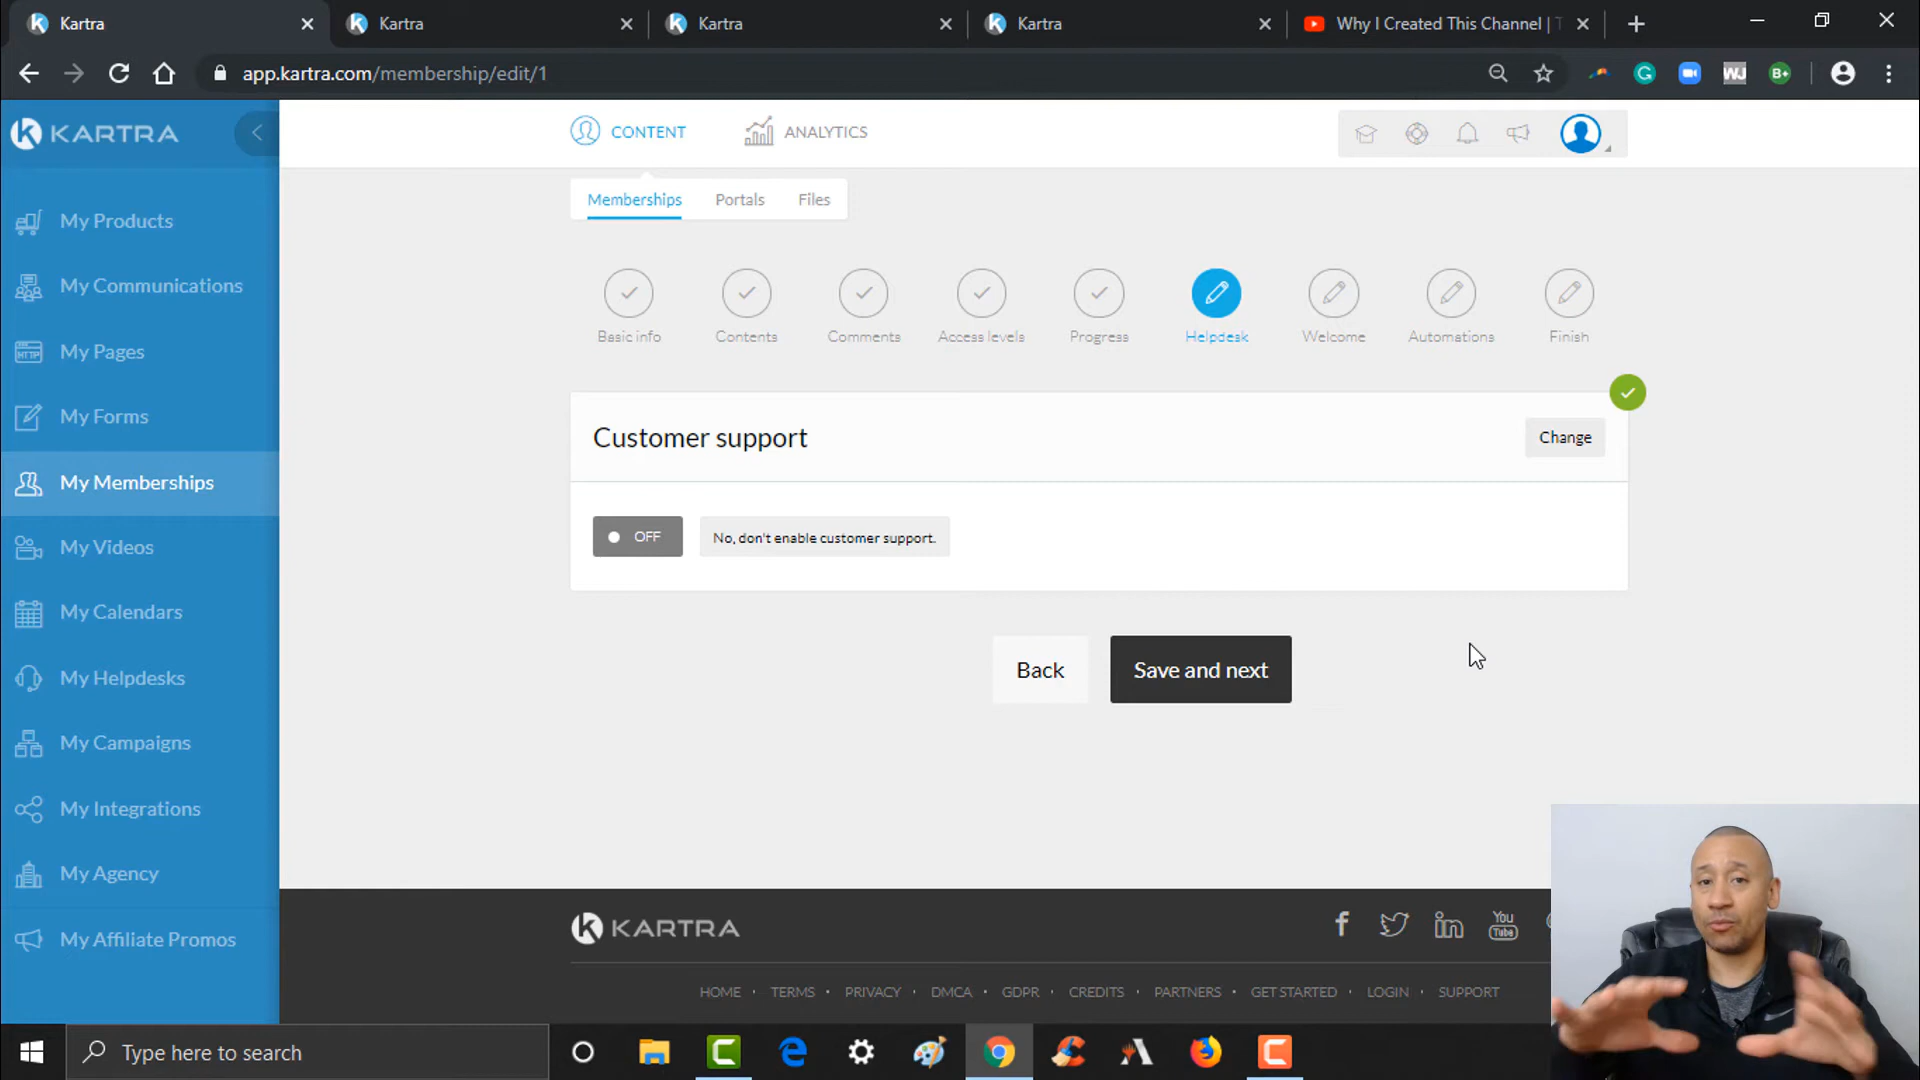 Kartra
Kartra
Kartra
Kartra
Why I Created This Channel |
app.kartra.com/membership/edit/1
KARTRA
CONTENT
ANALYTICS
Memberships
Portals
Files
My Products
My Communications
My Pages
My Forms
My Memberships
My Videos
My Calendars
My Helpdesks
My Campaigns
My Integrations
My Agency
My Affiliate Promos
HTTP
Basic info
Contents
Comments
Access levels
Progress
Helpdesk
Welcome
Automations
Finish
Customer support
Change
OFF
No, don't enable customer support.
Back
Save and next
KARTRA
You
Tube
HOME · TERMS · PRIVACY · DMCA · GDPR · CREDITS · PARTNERS · GET STARTED · LOGIN · SUPPORT
Type here to search